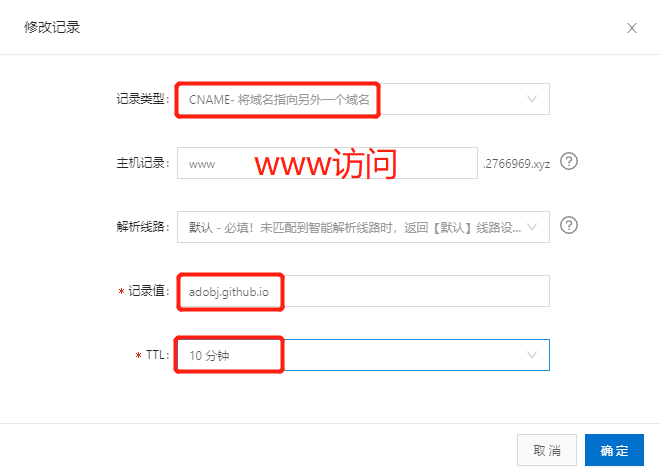 修改记录
记录类型: CNAME- 将域名指向另外一个域名
主机记录: www www访问 .2766969.xyz ?
解析线路: 默认 - 必填！未匹配到智能解析线路时，返回【默认】线路设... ?
* 记录值: adobj.github.io
* TTL: 10 分钟
取 消 确 定